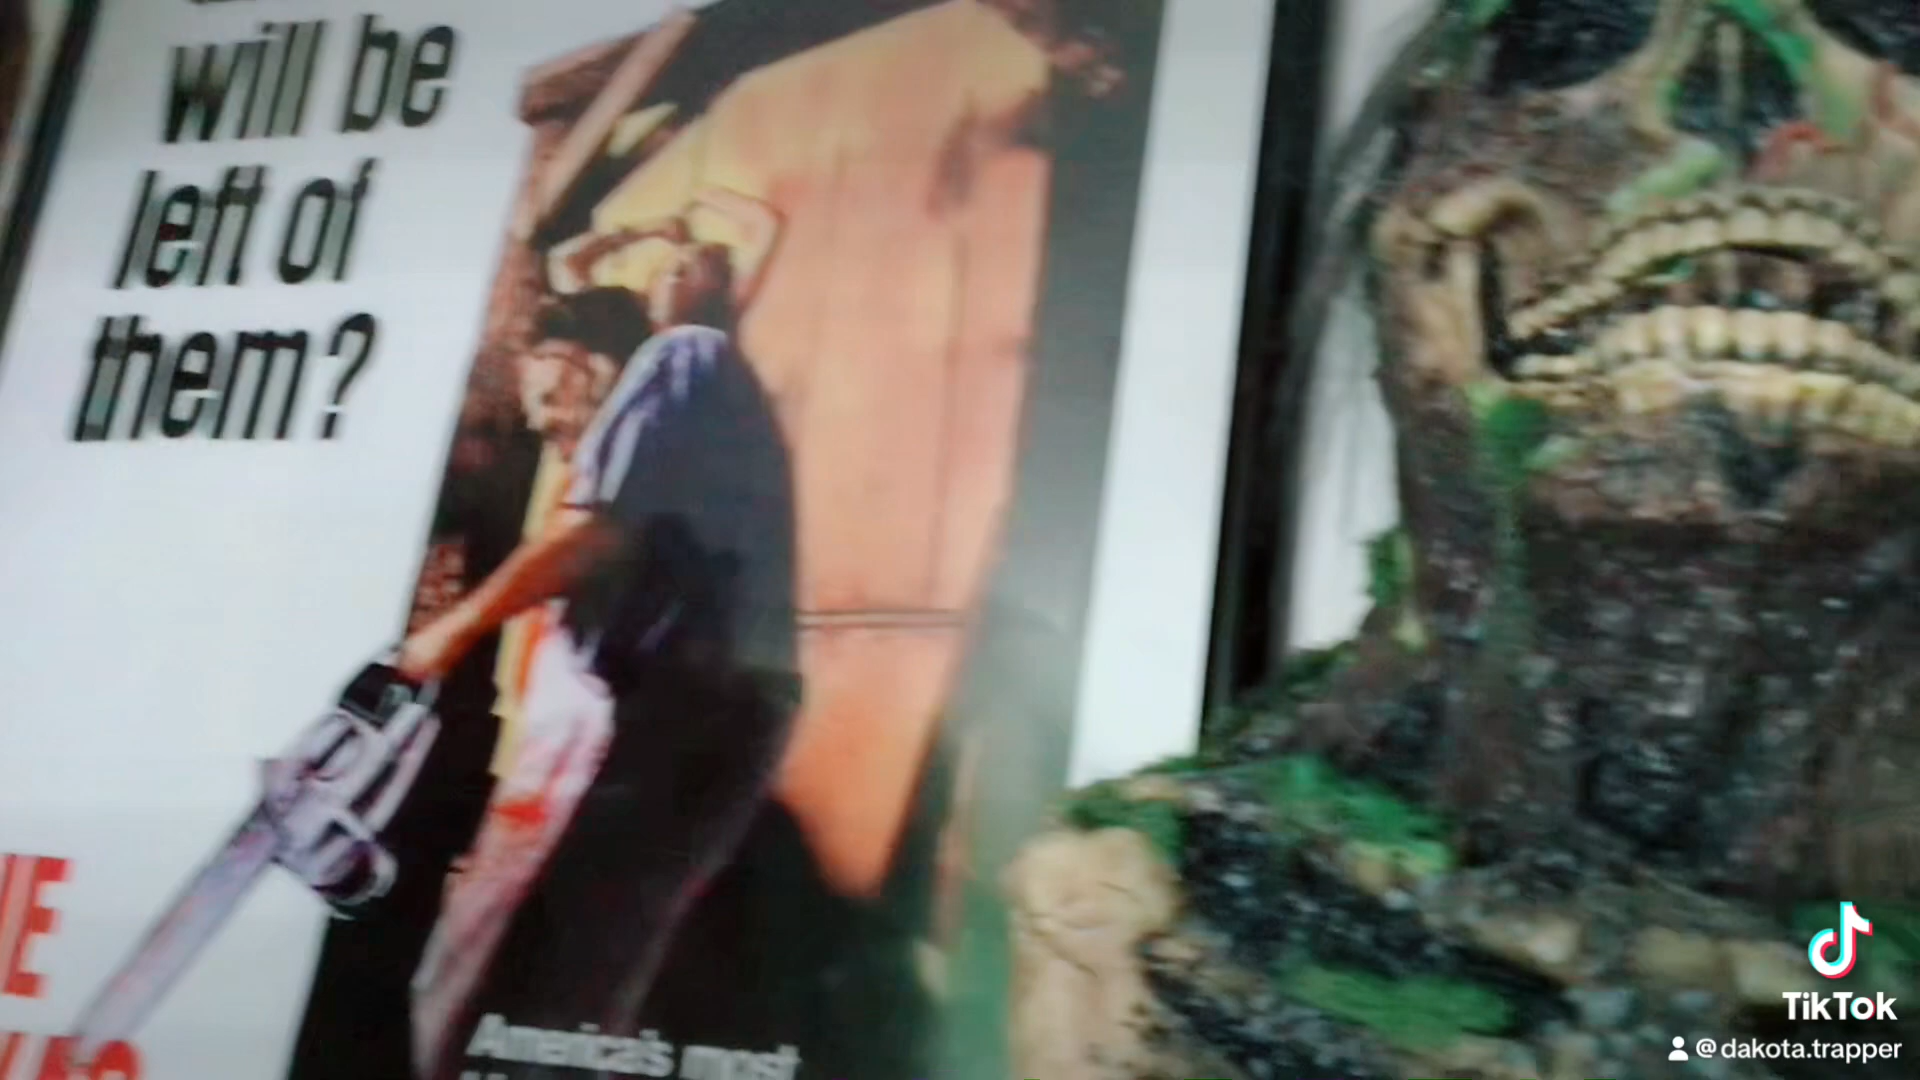 will be
left of
them?
America's most
TikTok
@dakota.trapper